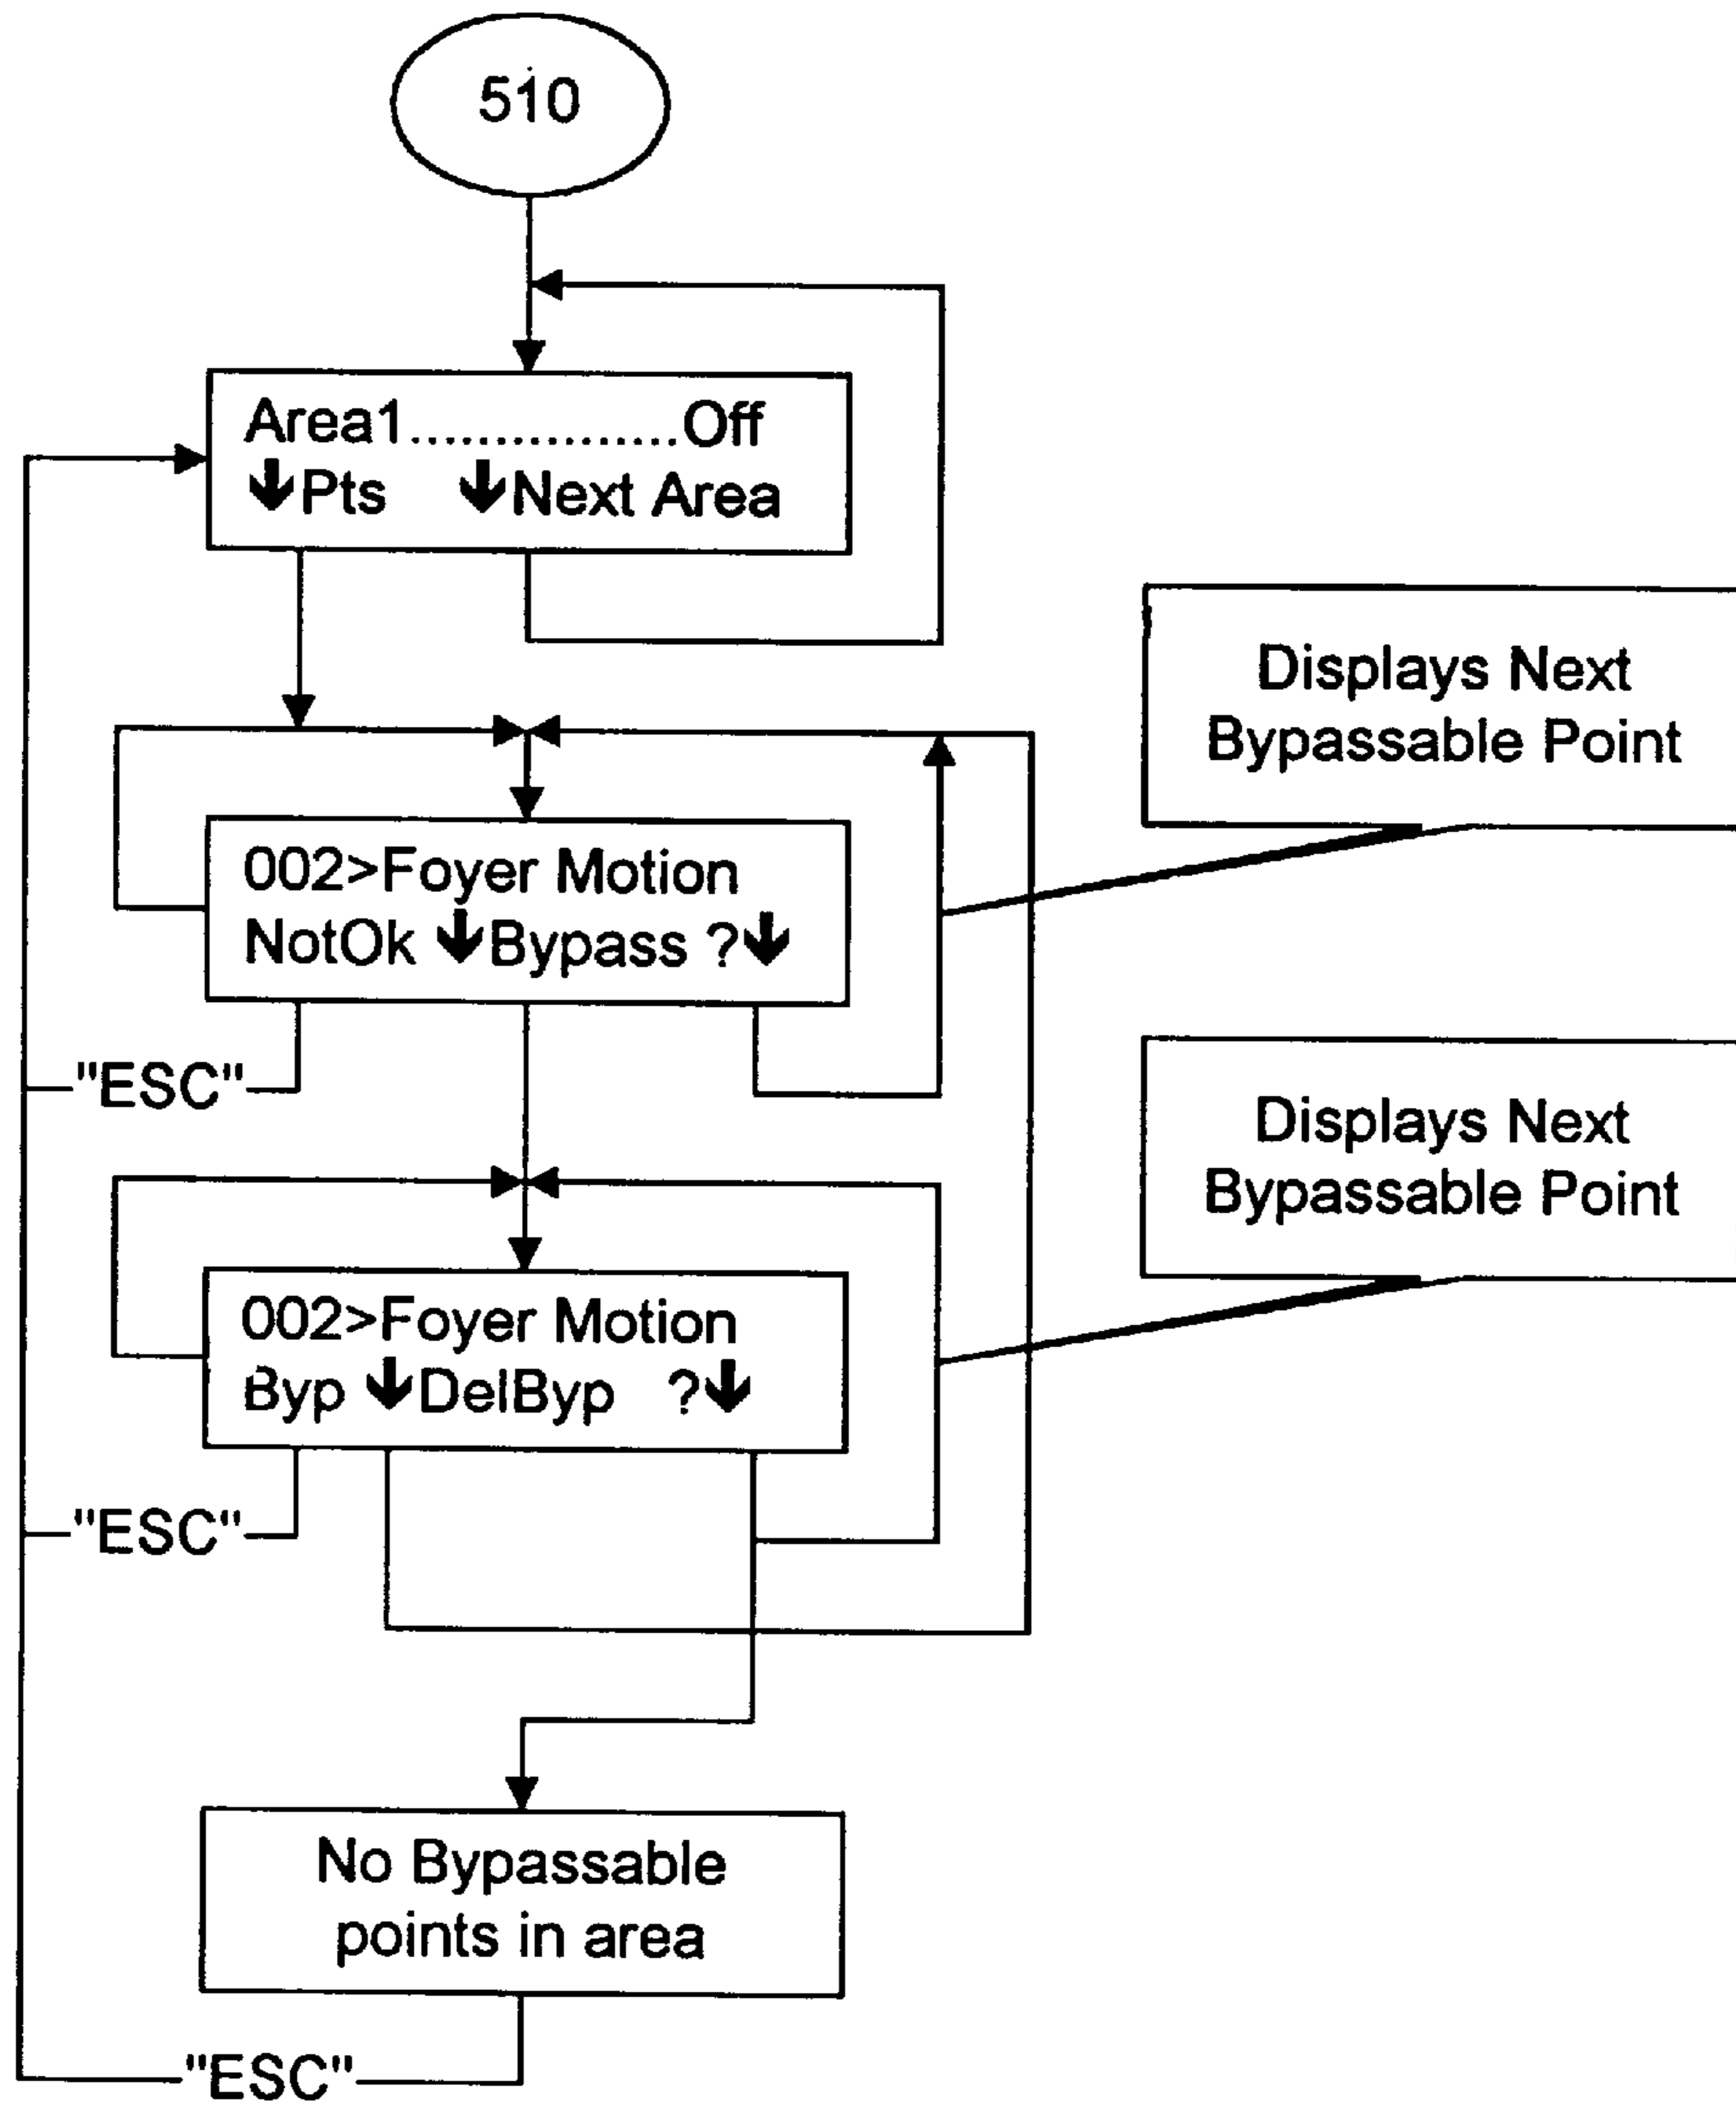 510
Area1................Off
↓Pts ↓Next Area
Displays Next
Bypassable Point
002>Foyer Motion
NotOk ↓Bypass ?↓
"ESC"
Displays Next
Bypassable Point
002>Foyer Motion
Byp ↓DelByp ?↓
"ESC"
No Bypassable
points in area
"ESC"